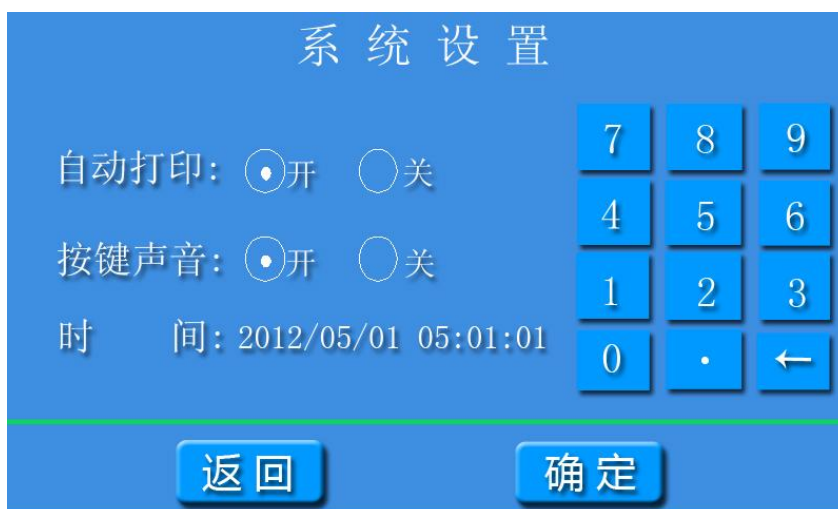 系统设置
自动打印: 开 关
按键声音: 开 关
时 间: 2012/05/01 05:01:01
7 8 9
4 5 6
1 2 3
0 . ←
返回 确定